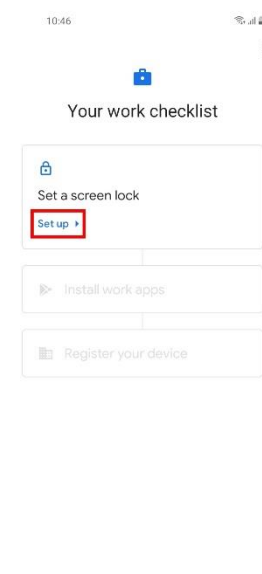 10:46
Your work checklist
Set a screen lock
Set up
Install work apps
Register your device